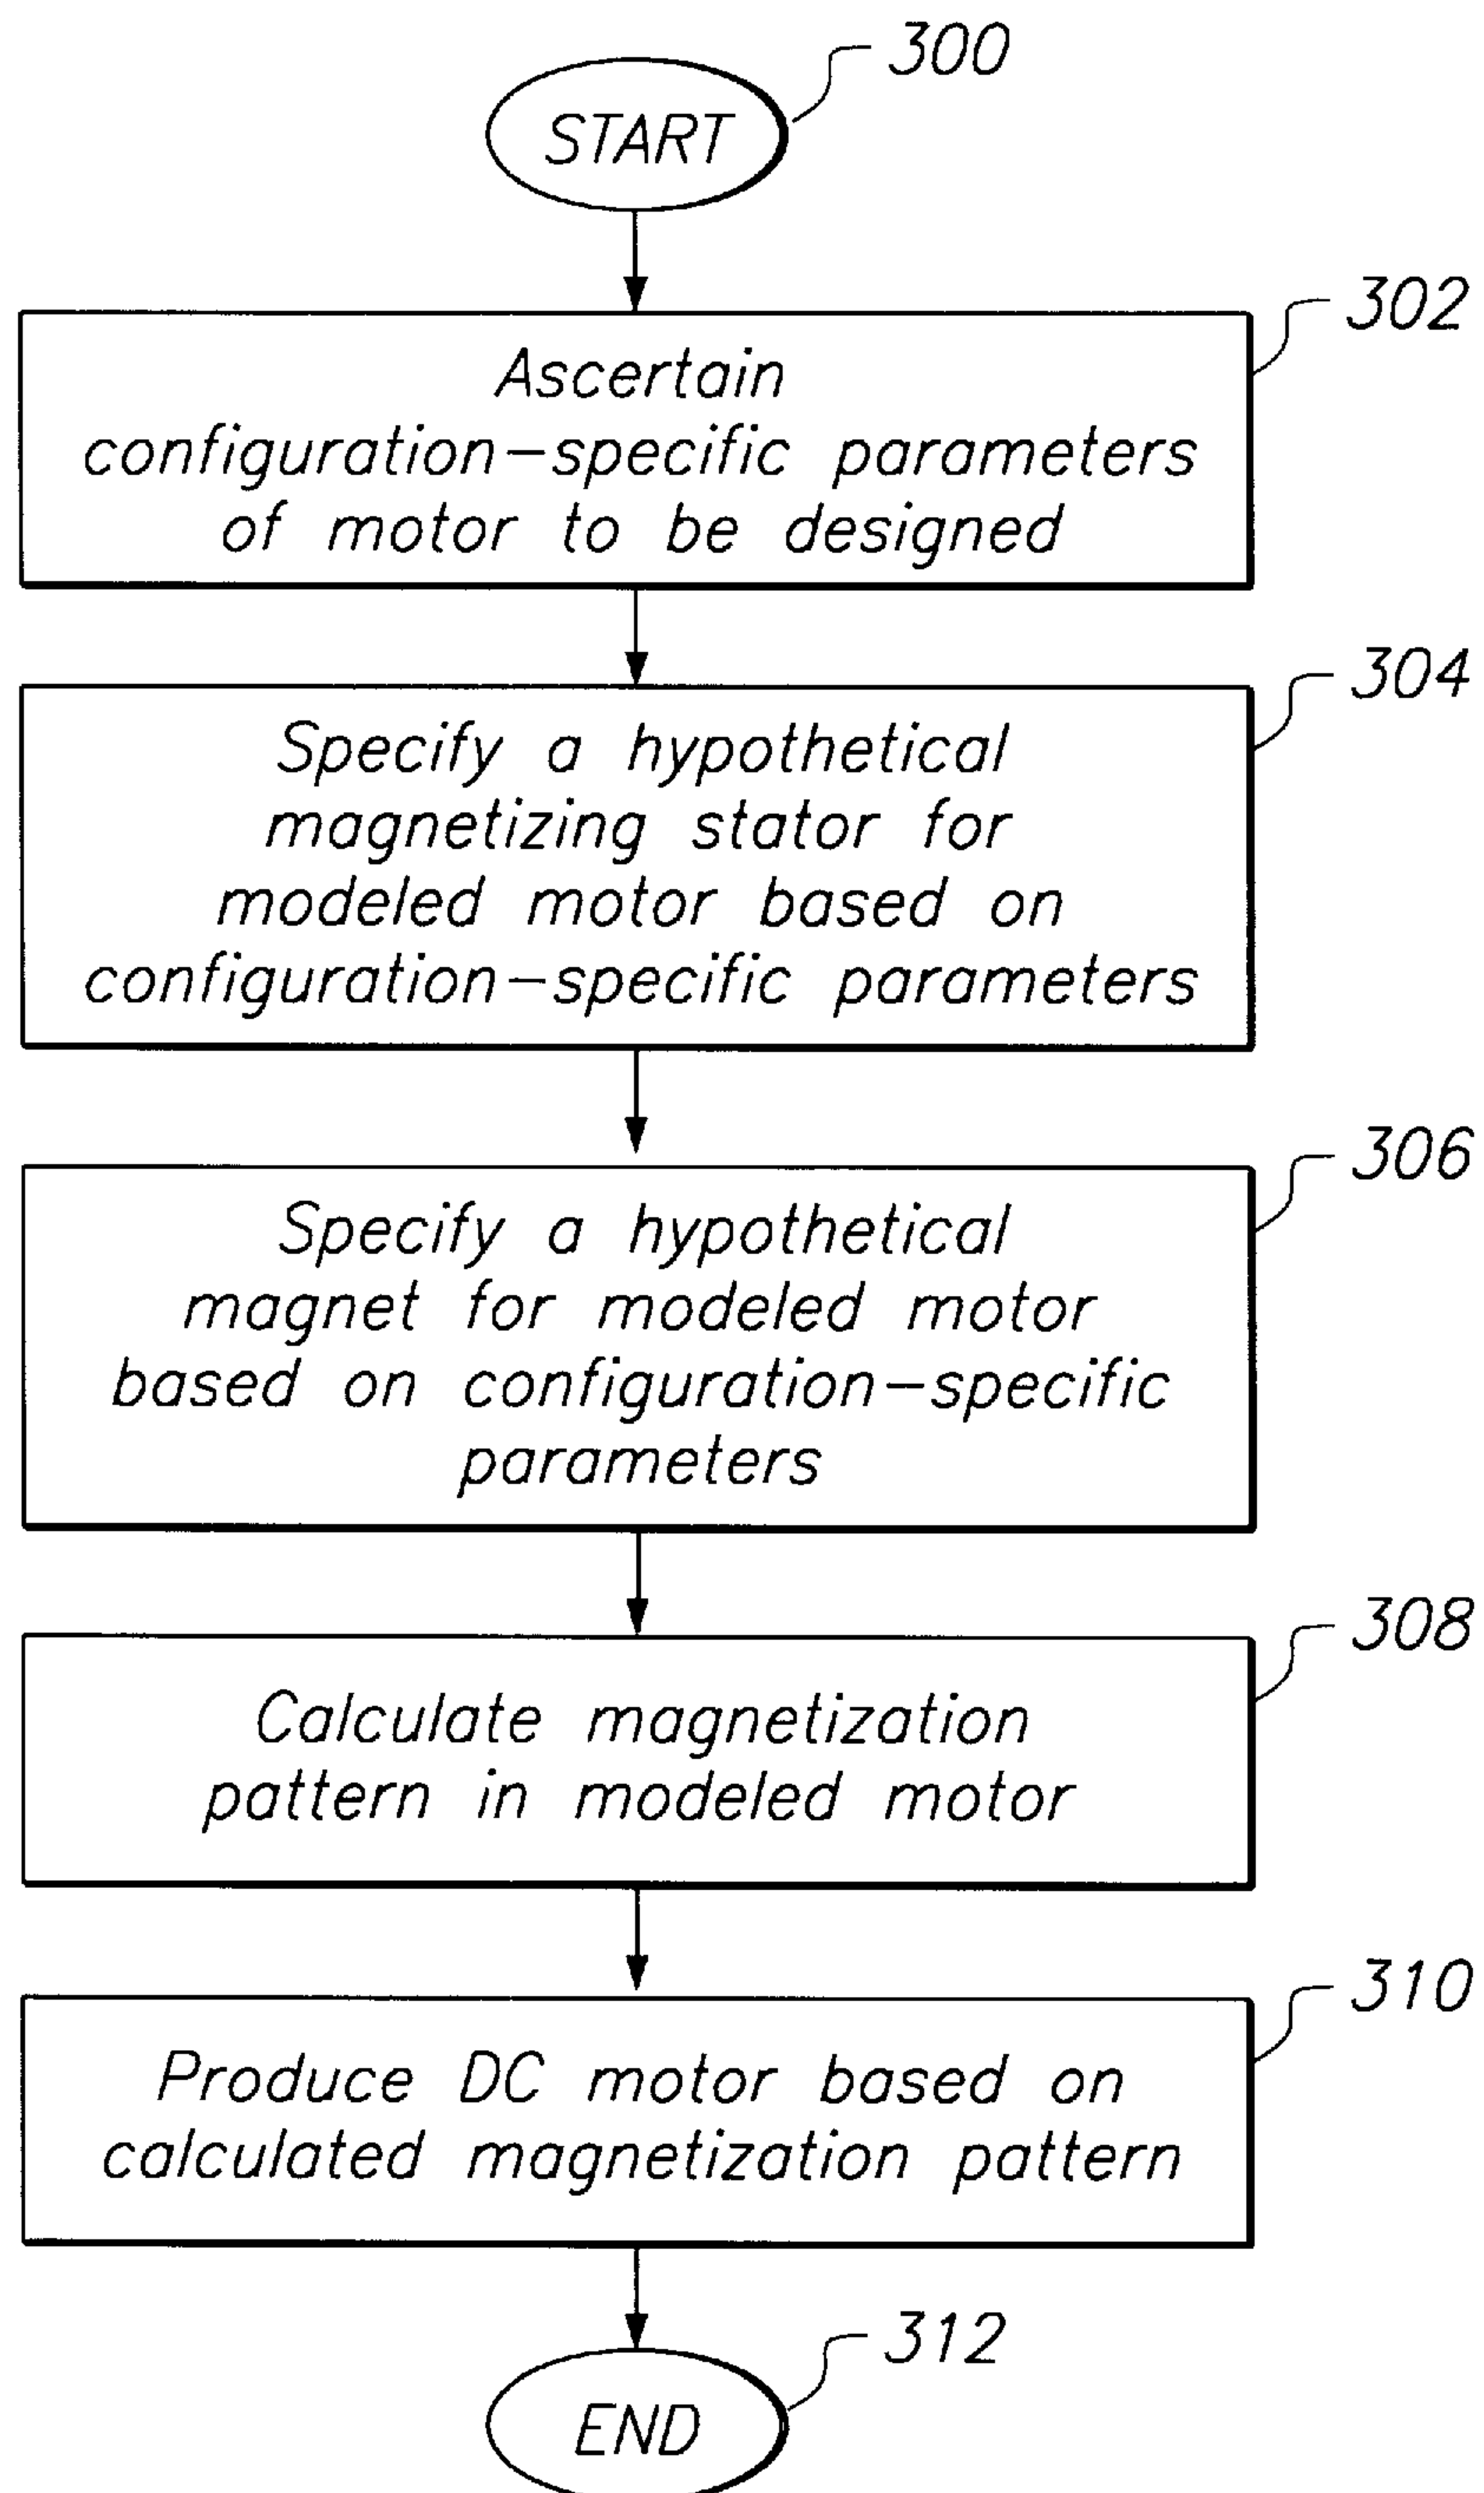 300
START
302
Ascertain
configuration-specific parameters
of motor to be designed
304
Specify a hypothetical
magnetizing stator for
modeled motor based on
configuration-specific parameters
306
Specify a hypothetical
magnet for modeled motor
based on configuration-specific
parameters
308
Calculate magnetization
pattern in modeled motor
310
Produce DC motor based on
calculated magnetization pattern
312
END